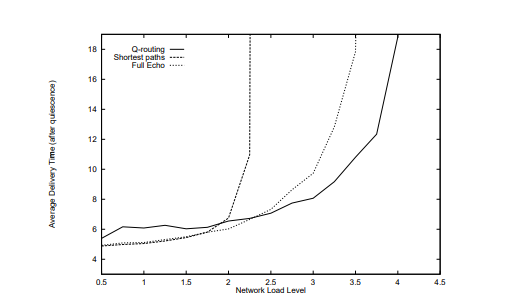 18
16
14
12
10
8
6
4
Average Delivery Time (after quiescence)
Q-routing
Shortest paths
Full Echo
0.5 1 1.5 2 2.5 3 3.5 4 4.5
Network Load Level